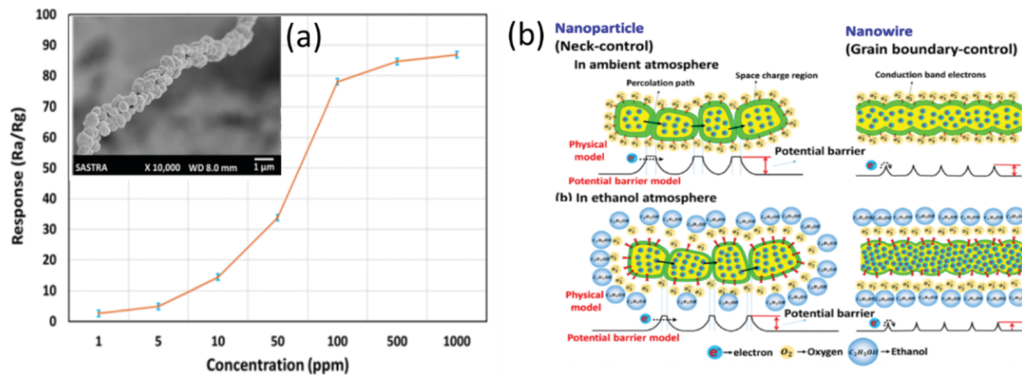 (a)
100
90
80
70
60
50
40
30
20
10
0
Response (Ra/Rg)
SASTRA X 10,000 WD 8.0 mm 1 µm
1 5 10 50 100 500 1000
Concentration (ppm)
(b)
Nanoparticle
(Neck-control)
Nanowire
(Grain boundary-control)
In ambient atmosphere
Percolation path
Space charge region
Conduction band electrons
Physical model
e⁻
Potential barrier
Potential barrier model
(b) In ethanol atmosphere
Physical model
e⁻
Potential barrier
Potential barrier model
e⁻ electron O₂ Oxygen C₂H₅OH Ethanol